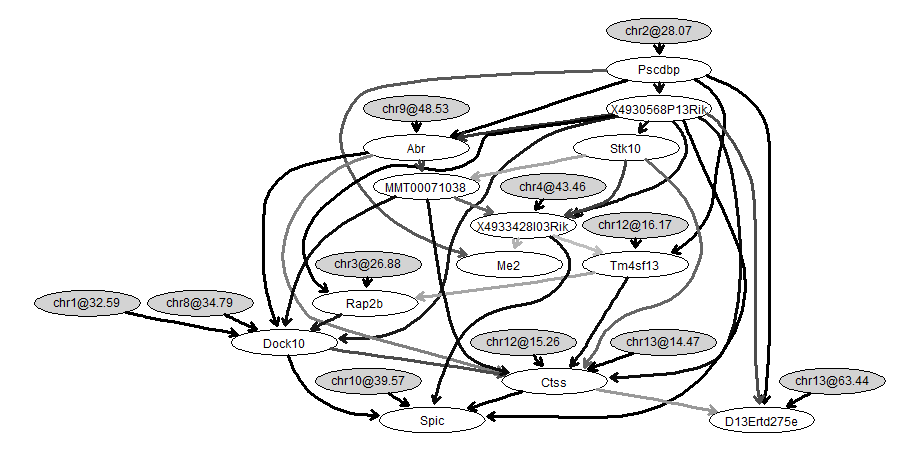 chr2@28.07
Pscdbp
chr9@48.53
X4930568P13Rik
Abr
Stk10
MMT00071038
chr4@43.46
X4933428I03Rik
chr12@16.17
chr3@26.88
Me2
Tm4sf13
chr1@32.59
chr8@34.79
Rap2b
Dock10
chr12@15.26
chr13@14.47
chr10@39.57
Ctss
chr13@63.44
Spic
D13Ertd275e